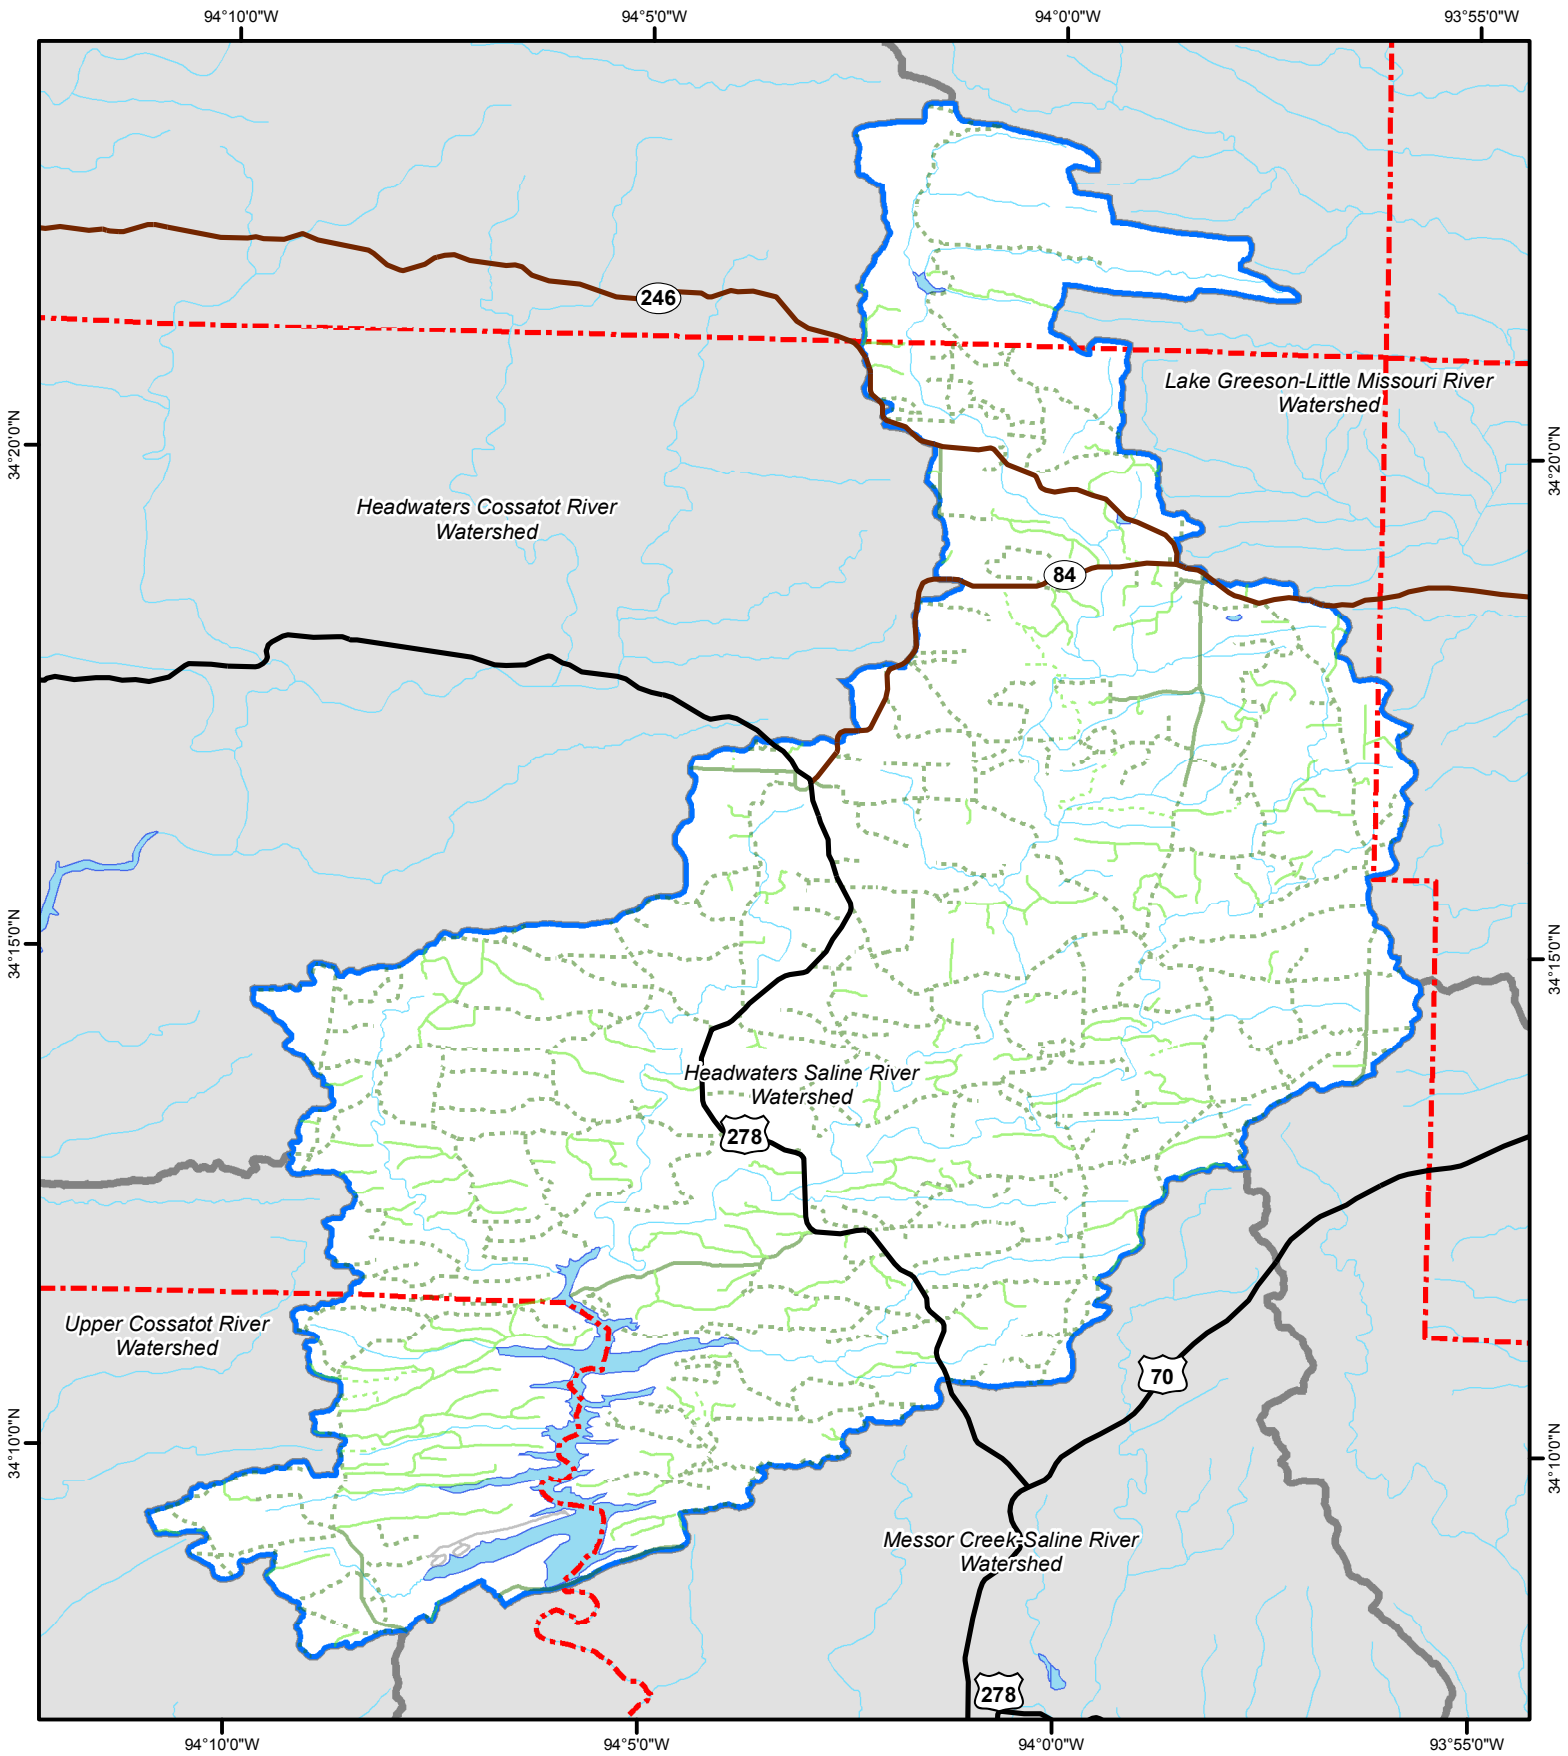 94°10'0"W
94°5'0"W
94°0'0"W
93°55'0"W
246
Lake Greeson-Little Missouri River
Watershed
34°20'0"N
34°20'0"N
Headwaters Cossatot River
Watershed
84
34°15'0"N
34°15'0"N
Headwaters Saline River
Watershed
278
Upper Cossatot River
Watershed
70
34°10'0"N
34°10'0"N
Messor Creek-Saline River
Watershed
278
94°10'0"W
94°5'0"W
94°0'0"W
93°55'0"W